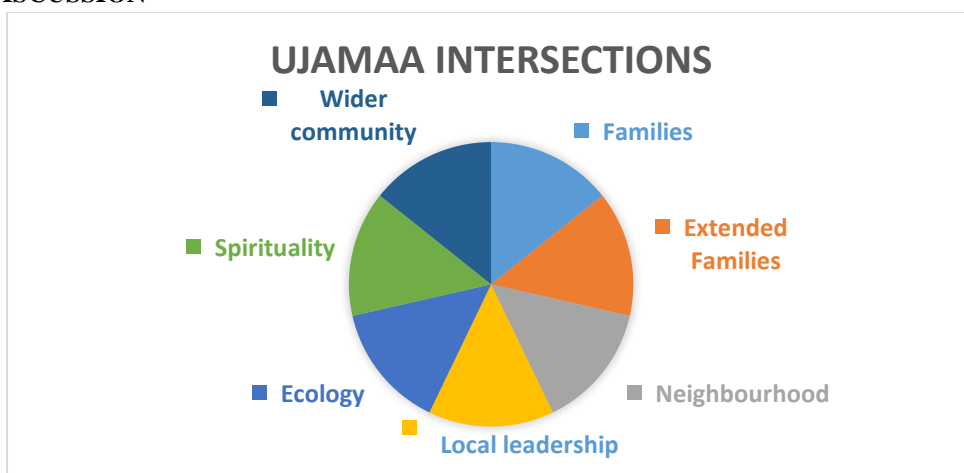 UJAMAA INTERSECTIONS
Wider
community
Families
Extended
Families
Spirituality
Neighbourhood
Ecology
Local leadership